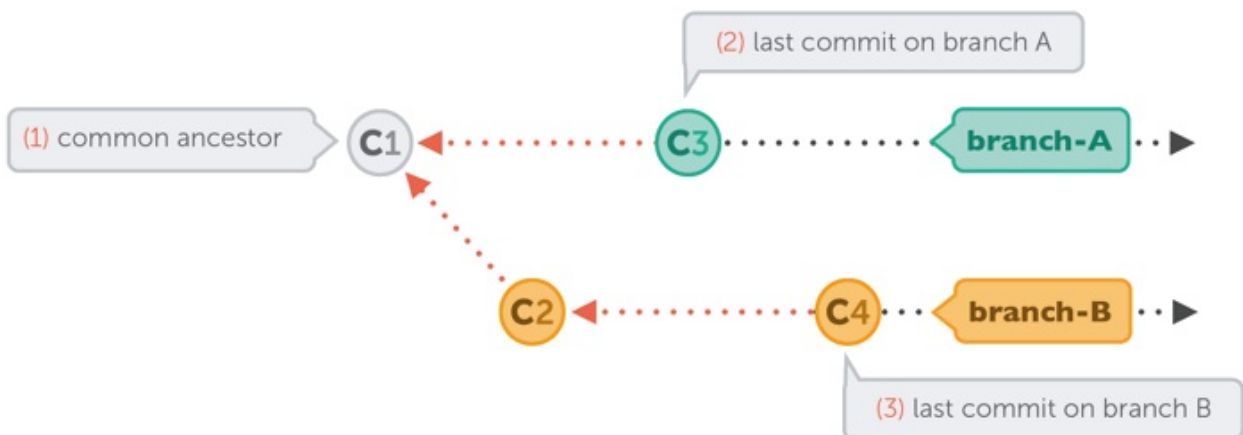 (2) last commit on branch A
(1) common ancestor
C1
C3
branch-A
C2
C4
branch-B
(3) last commit on branch B